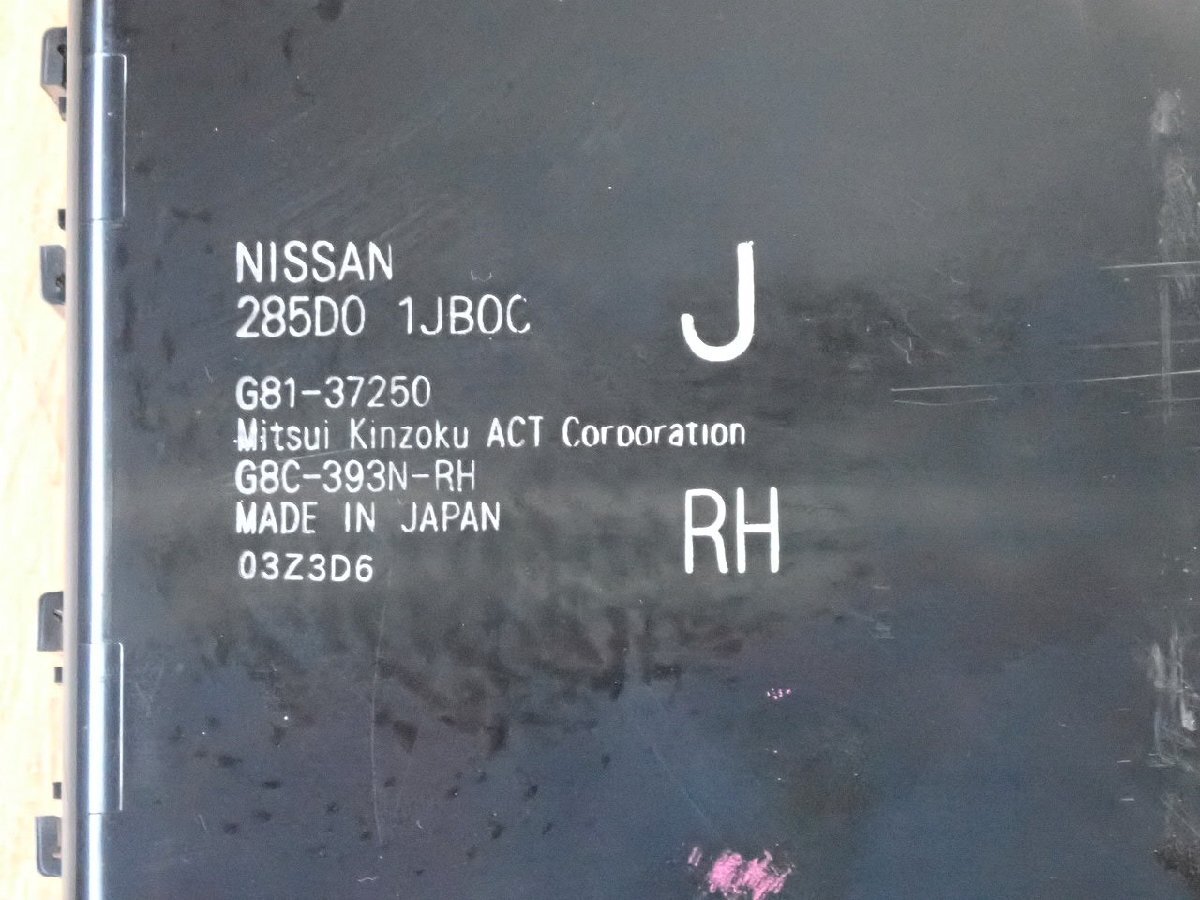 NISSAN
285D0 1JB0C
J
G81-37250
Mitsui Kinzoku ACT Corporation
G8C-393N-RH
MADE IN JAPAN
RH
03Z3D6